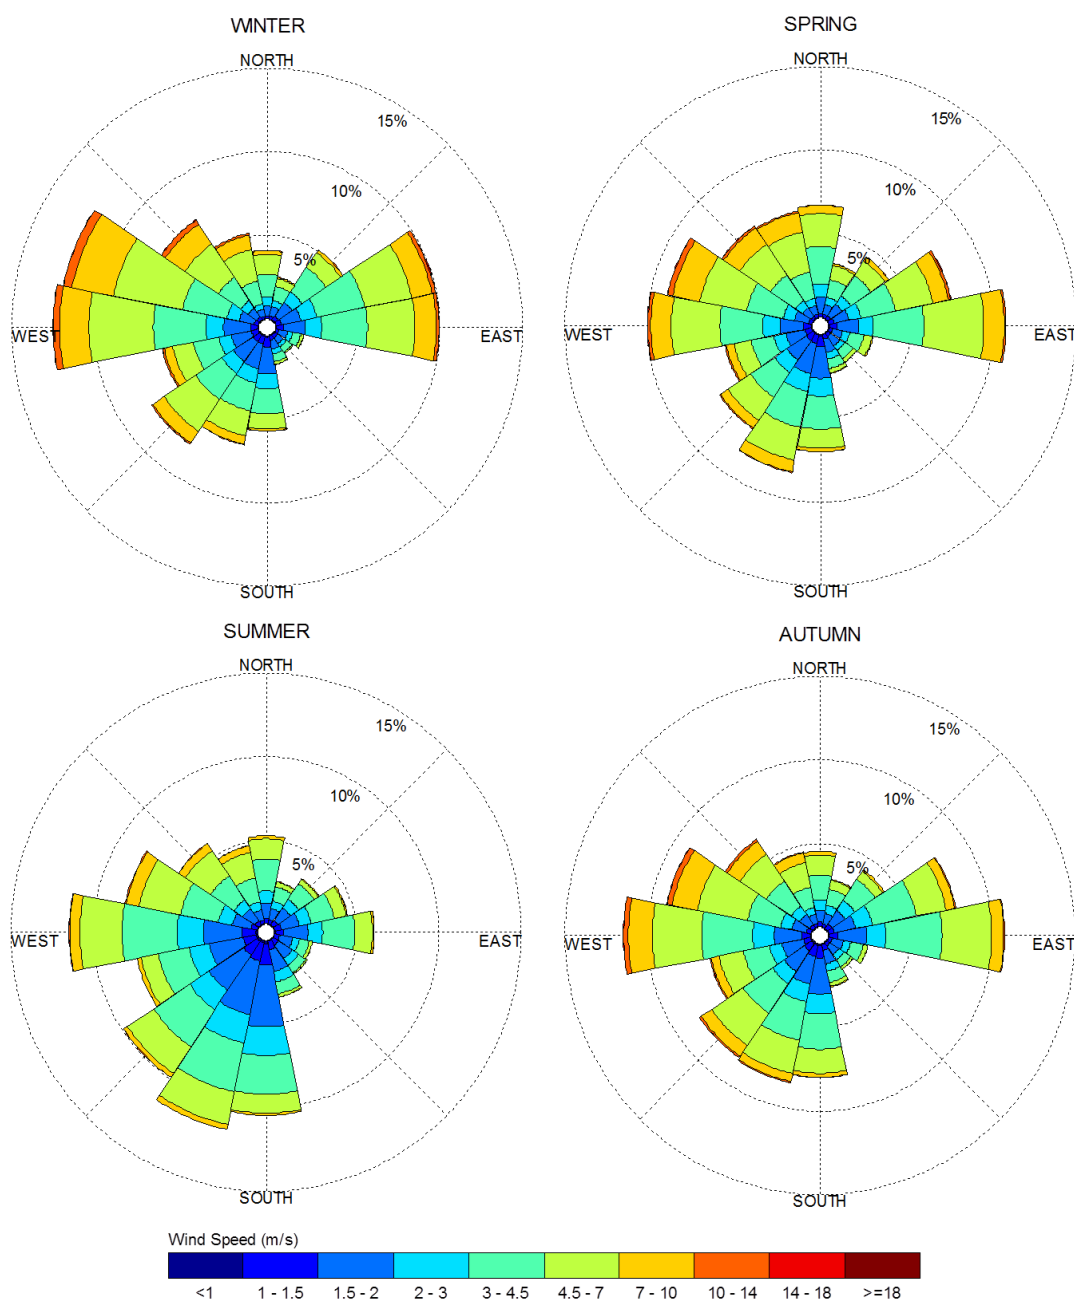 WINTER
NORTH
15%
10%
5%
WEST
EAST
SOUTH
SPRING
NORTH
15%
10%
5%
WEST
EAST
SOUTH
SUMMER
NORTH
15%
10%
5%
WEST
EAST
SOUTH
AUTUMN
NORTH
15%
10%
5%
WEST
EAST
SOUTH
Wind Speed (m/s)
<1 1 - 1.5 1.5 - 2 2 - 3 3 - 4.5 4.5 - 7 7 - 10 10 - 14 14 - 18 >=18